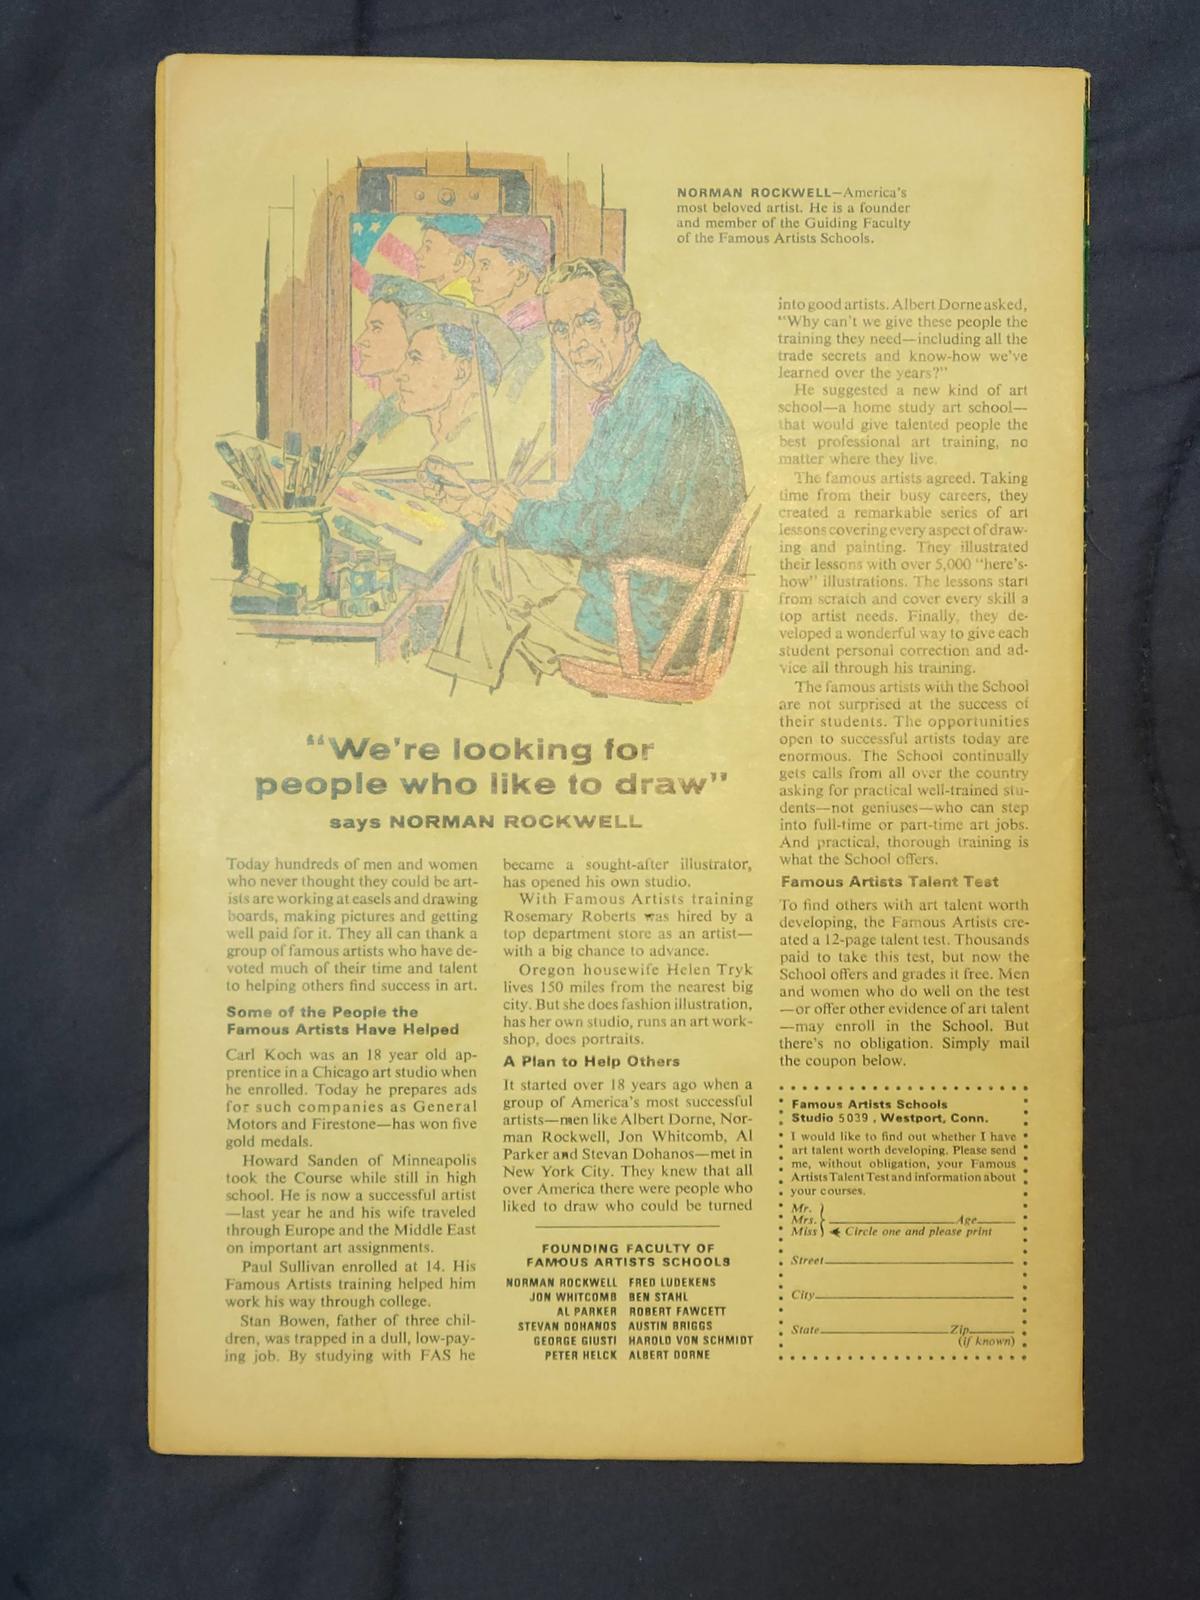 NORMAN ROCKWELL—America's
most beloved artist. He is a founder
and member of the Guiding Faculty
of the Famous Artists Schools.
"We're looking for
people who like to draw"
says NORMAN ROCKWELL
Today hundreds of men and women
who never thought they could be art-
ists are working at easels and drawing
boards, making pictures and getting
well paid for it. They all can thank a
group of famous artists who have de-
voted much of their time and talent
to helping others find success in art.
Some of the People the
Famous Artists Have Helped
Carl Koch was an 18 year old ap-
prentice in a Chicago art studio when
he enrolled. Today he prepares ads
for such companies as General
Motors and Firestone—has won five
gold medals.
Howard Sanden of Minneapolis
took the Course while still in high
school. He is now a successful artist
—last year he and his wife traveled
through Europe and the Middle East
on important art assignments.
Paul Sullivan enrolled at 14. His
Famous Artists training helped him
work his way through college.
Stan Bowen, father of three chil-
dren, was trapped in a dull, low-pay-
ing job. By studying with FAS he
became a sought-after illustrator,
has opened his own studio.
With Famous Artists training
Rosemary Roberts was hired by a
top department store as an artist—
with a big chance to advance.
Oregon housewife Helen Tryk
lives 150 miles from the nearest big
city. But she does fashion illustration,
has her own studio, runs an art work-
shop, does portraits.
A Plan to Help Others
It started over 18 years ago when a
group of America's most successful
artists—men like Albert Dorne, Nor-
man Rockwell, Jon Whitcomb, Al
Parker and Stevan Dohanos—met in
New York City. They knew that all
over America there were people who
liked to draw who could be turned
FOUNDING FACULTY OF
FAMOUS ARTISTS SCHOOLS
NORMAN ROCKWELL FRED LUDEKENS
JON WHITCOMB BEN STAHL
AL PARKER ROBERT FAWCETT
STEVAN DOHANOS AUSTIN BRIGGS
GEORGE GIUSTI HAROLD VON SCHMIDT
PETER HELCK ALBERT DORNE
into good artists. Albert Dorne asked,
"Why can't we give these people the
training they need—including all the
trade secrets and know-how we've
learned over the years?"
He suggested a new kind of art
school—a home study art school—
that would give talented people the
best professional art training, no
matter where they live.
The famous artists agreed. Taking
time from their busy careers, they
created a remarkable series of art
lessons covering every aspect of draw-
ing and painting. They illustrated
their lessons with over 5,000 "here's-
how" illustrations. The lessons start
from scratch and cover every skill a
top artist needs. Finally, they de-
veloped a wonderful way to give each
student personal correction and ad-
vice all through his training.
The famous artists with the School
are not surprised at the success of
their students. The opportunities
open to successful artists today are
enormous. The School continually
gets calls from all over the country
asking for practical well-trained stu-
dents—not geniuses—who can step
into full-time or part-time art jobs.
And practical, thorough training is
what the School offers.
Famous Artists Talent Test
To find others with art talent worth
developing, the Famous Artists cre-
ated a 12-page talent test. Thousands
paid to take this test, but now the
School offers and grades it free. Men
and women who do well on the test
—or offer other evidence of art talent
—may enroll in the School. But
there's no obligation. Simply mail
the coupon below.
Famous Artists Schools
Studio 5039 , Westport, Conn.
I would like to find out whether I have
art talent worth developing. Please send
me, without obligation, your Famous
Artists Talent Test and information about
your courses.
Mr.
Mrs. Age
Miss Circle one and please print
Street
City
State Zip
(if known)